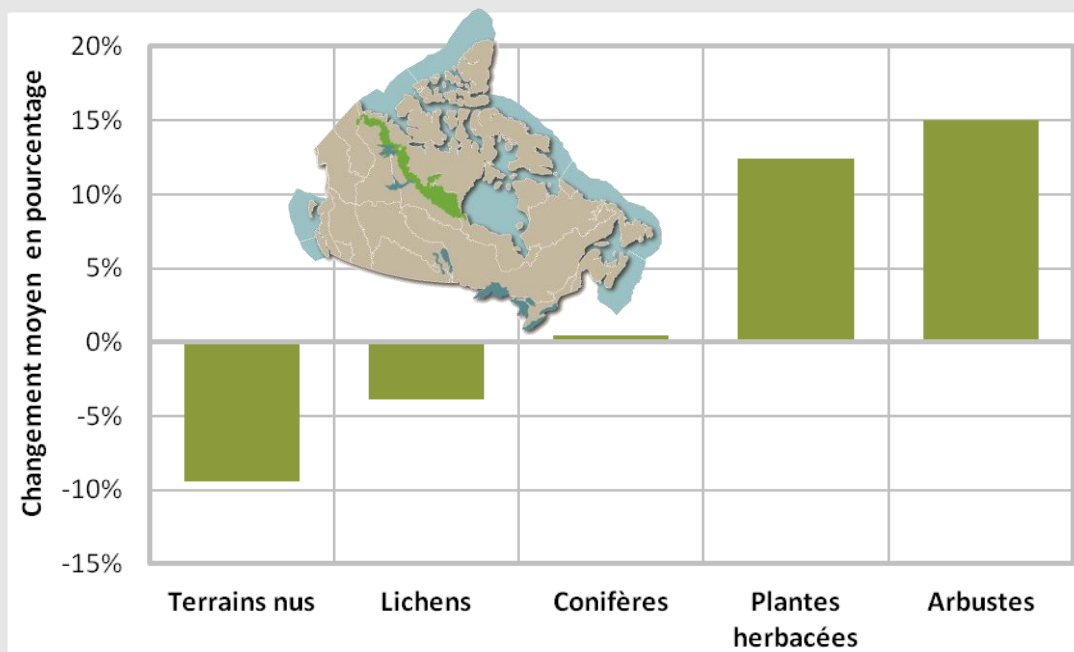 Changement moyen en pourcentage
20%
15%
10%
5%
0%
-5%
-10%
-15%
Terrains nus
Lichens
Conifères
Plantes
herbacées
Arbustes